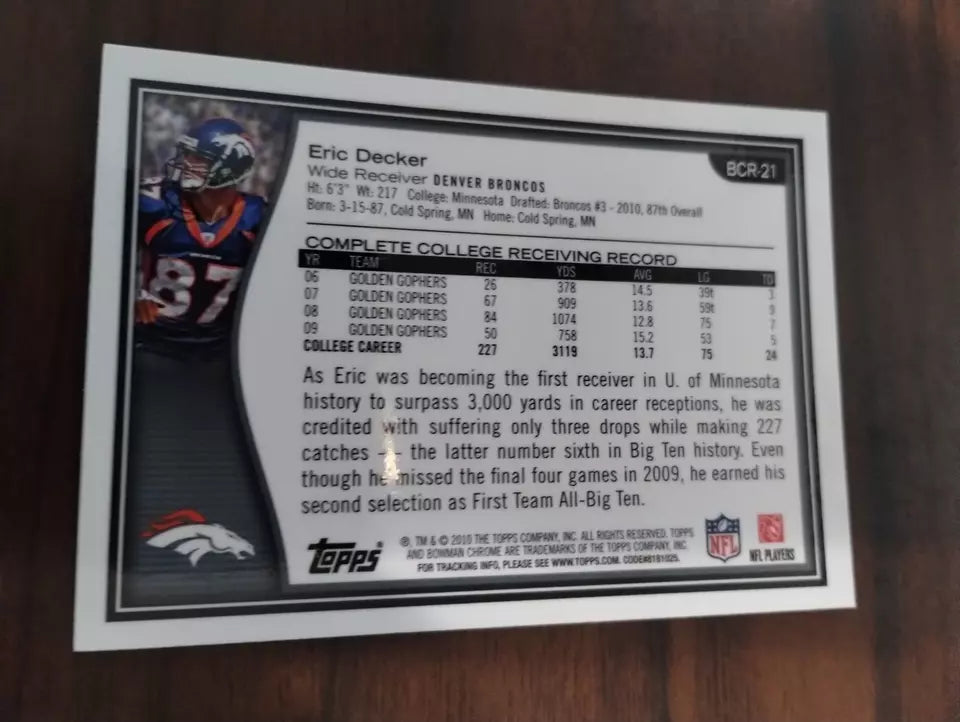 BCR-21
Eric Decker
Wide Receiver DENVER BRONCOS
Ht: 6'3" Wt: 217 College: Minnesota Drafted: Broncos #3 - 2010, 87th Overall
Born: 3-15-87, Cold Spring, MN Home: Cold Spring, MN
COMPLETE COLLEGE RECEIVING RECORD
YR TEAM REC YDS AVG LG TD
06 GOLDEN GOPHERS 26 378 14.5 39t 3
07 GOLDEN GOPHERS 67 909 13.6 59t 9
08 GOLDEN GOPHERS 84 1074 12.8 75 7
09 GOLDEN GOPHERS 50 758 15.2 53 5
COLLEGE CAREER 227 3119 13.7 75 24
As Eric was becoming the first receiver in U. of Minnesota
history to surpass 3,000 yards in career receptions, he was
credited with suffering only three drops while making 227
catches — the latter number sixth in Big Ten history. Even
though he missed the final four games in 2009, he earned his
second selection as First Team All-Big Ten.
87
TOPPS®
®, TM & © 2010 THE TOPPS COMPANY, INC. ALL RIGHTS RESERVED. TOPPS
AND BOWMAN CHROME ARE TRADEMARKS OF THE TOPPS COMPANY, INC.
FOR TRACKING INFO, PLEASE SEE WWW.TOPPS.COM. CODE#8181025.
NFL
NFL PLAYERS